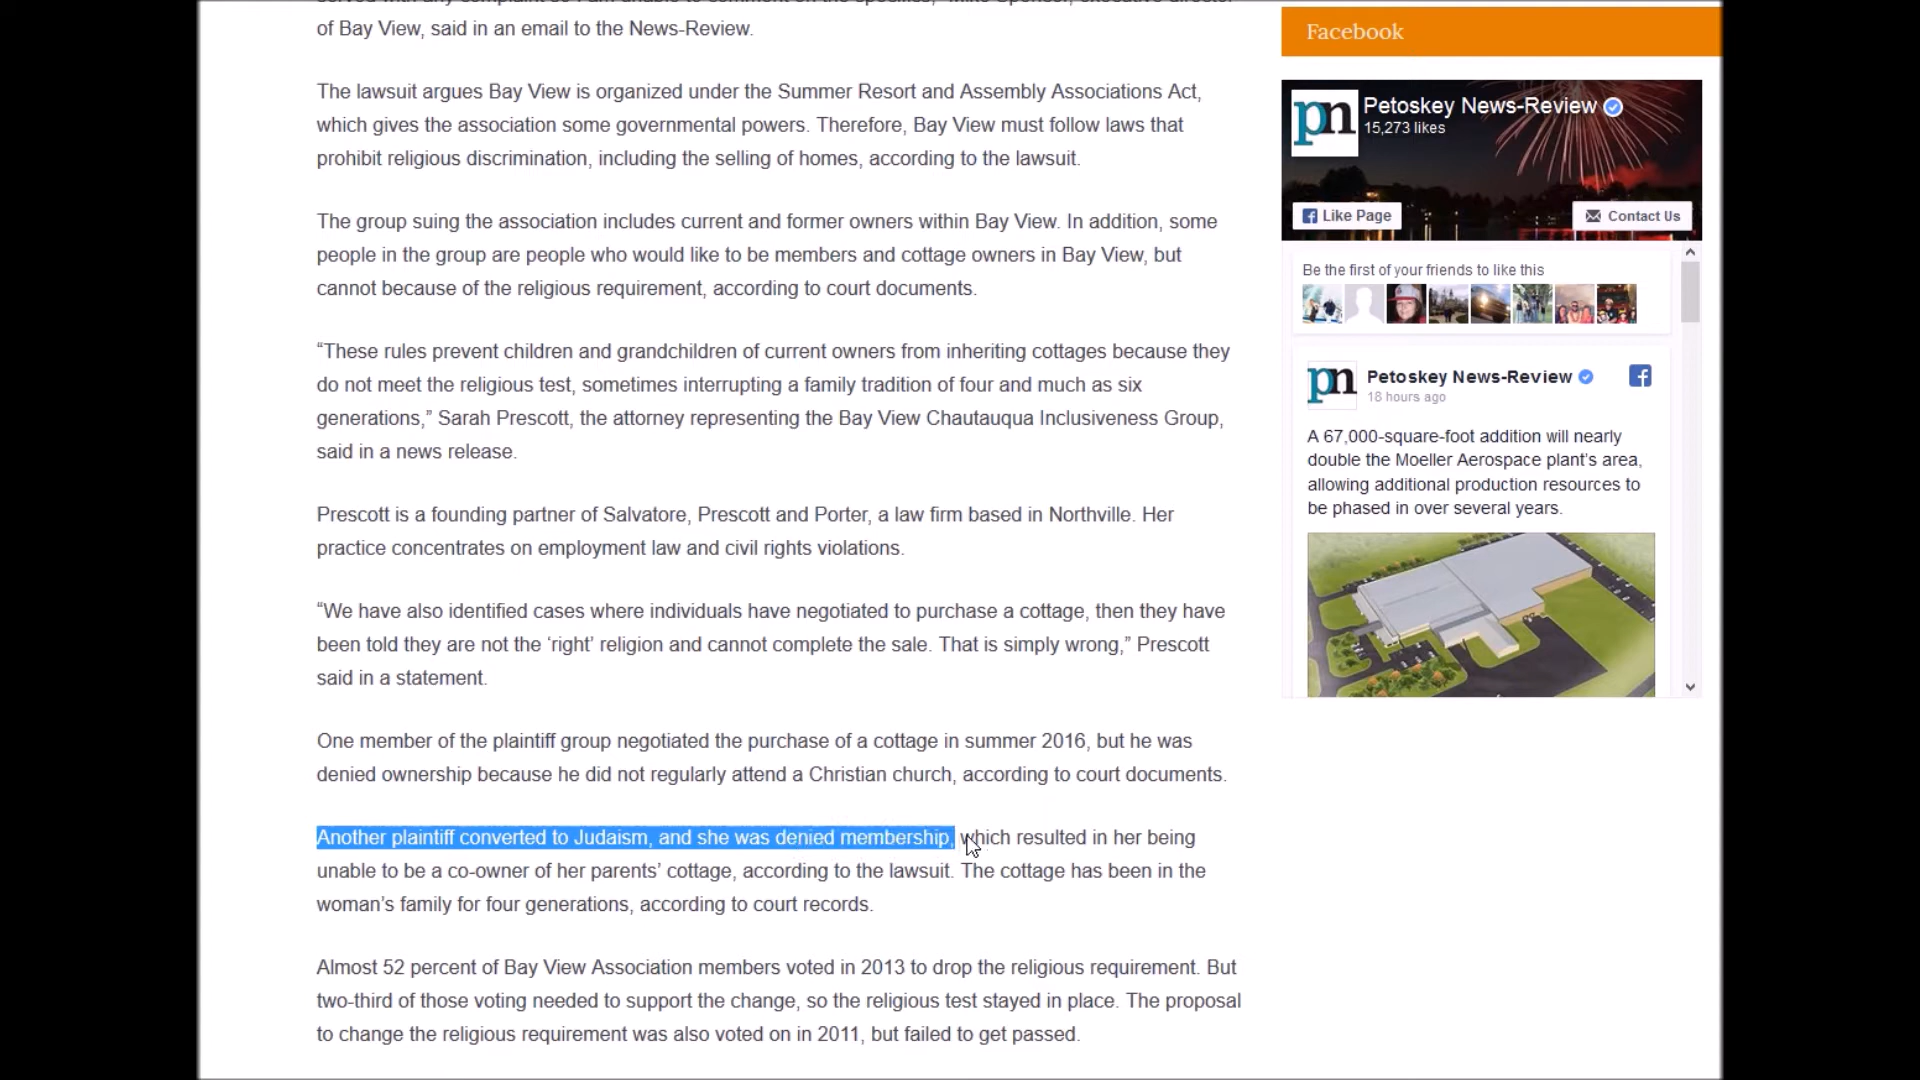 of Bay View, said in an email to the News-Review.
The lawsuit argues Bay View is organized under the Summer Resort and Assembly Associations Act,
which gives the association some governmental powers. Therefore, Bay View must follow laws that
prohibit religious discrimination, including the selling of homes, according to the lawsuit.
The group suing the association includes current and former owners within Bay View. In addition, some
people in the group are people who would like to be members and cottage owners in Bay View, but
cannot because of the religious requirement, according to court documents.
“These rules prevent children and grandchildren of current owners from inheriting cottages because they
do not meet the religious test, sometimes interrupting a family tradition of four and much as six
generations,” Sarah Prescott, the attorney representing the Bay View Chautauqua Inclusiveness Group,
said in a news release.
Prescott is a founding partner of Salvatore, Prescott and Porter, a law firm based in Northville. Her
practice concentrates on employment law and civil rights violations.
“We have also identified cases where individuals have negotiated to purchase a cottage, then they have
been told they are not the ‘right’ religion and cannot complete the sale. That is simply wrong,” Prescott
said in a statement.
One member of the plaintiff group negotiated the purchase of a cottage in summer 2016, but he was
denied ownership because he did not regularly attend a Christian church, according to court documents.
Another plaintiff converted to Judaism, and she was denied membership, which resulted in her being
unable to be a co-owner of her parents’ cottage, according to the lawsuit. The cottage has been in the
woman’s family for four generations, according to court records.
Almost 52 percent of Bay View Association members voted in 2013 to drop the religious requirement. But
two-third of those voting needed to support the change, so the religious test stayed in place. The proposal
to change the religious requirement was also voted on in 2011, but failed to get passed.
Facebook
pn
Petoskey News-Review
15,273 likes
Like Page
Contact Us
Be the first of your friends to like this
pn
Petoskey News-Review
18 hours ago
A 67,000-square-foot addition will nearly
double the Moeller Aerospace plant's area,
allowing additional production resources to
be phased in over several years.